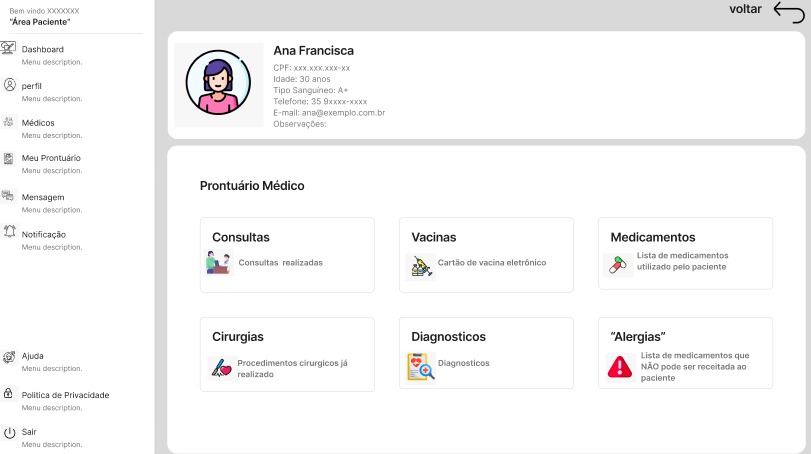 Bem vindo XXXXXXX
"Área Paciente"
Dashboard
Menu description.
perfil
Menu description.
Médicos
Menu description.
Meu Prontuário
Menu description.
Mensagem
Menu description.
Notificação
Menu description.
Ajuda
Menu description.
Politica de Privacidade
Menu description.
Sair
Menu description.
voltar
Ana Francisca
CPF: xxx.xxx.xxx-xx
Idade: 30 anos
Tipo Sanguíneo: A+
Telefone: 35 9xxxx-xxxx
E-mail: ana@exemplo.com.br
Observações:
Prontuário Médico
Consultas
Consultas realizadas
Vacinas
Cartão de vacina eletrônico
Medicamentos
Lista de medicamentos
utilizado pelo paciente
Cirurgias
Procedimentos cirurgicos já
realizado
Diagnosticos
Diagnosticos
"Alergias"
Lista de medicamentos que
NÃO pode ser receitada ao
paciente